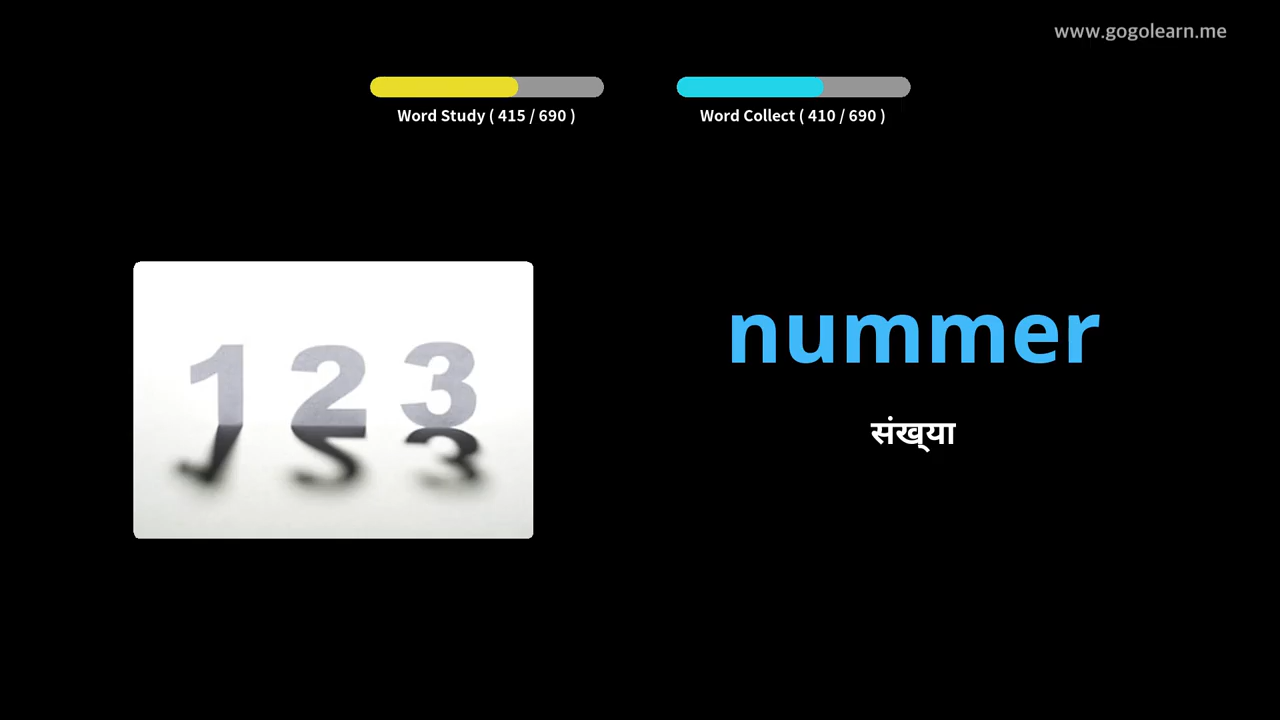 www.gogolearn.me
Word Study ( 415 / 690 )
Word Collect ( 410 / 690 )
1 2 3
nummer
संख्या